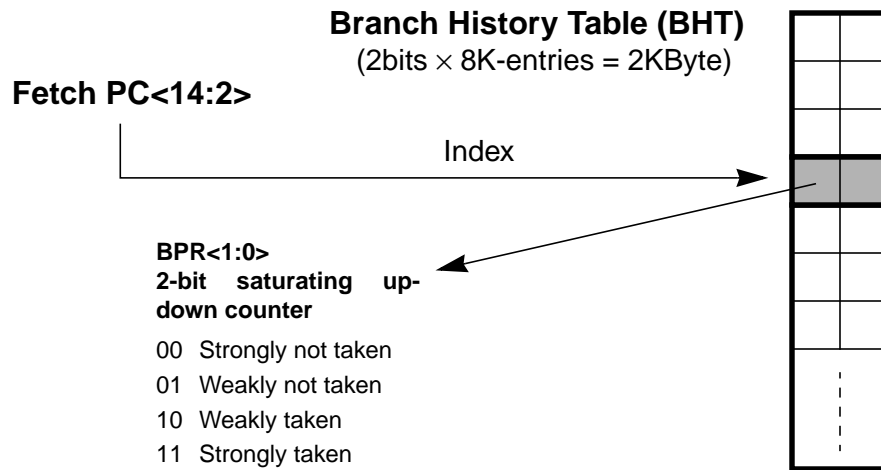 Branch History Table (BHT)
(2bits × 8K-entries = 2KByte)
Fetch PC<14:2>
Index
BPR<1:0>
2-bit saturating up-
down counter
00 Strongly not taken
01 Weakly not taken
10 Weakly taken
11 Strongly taken